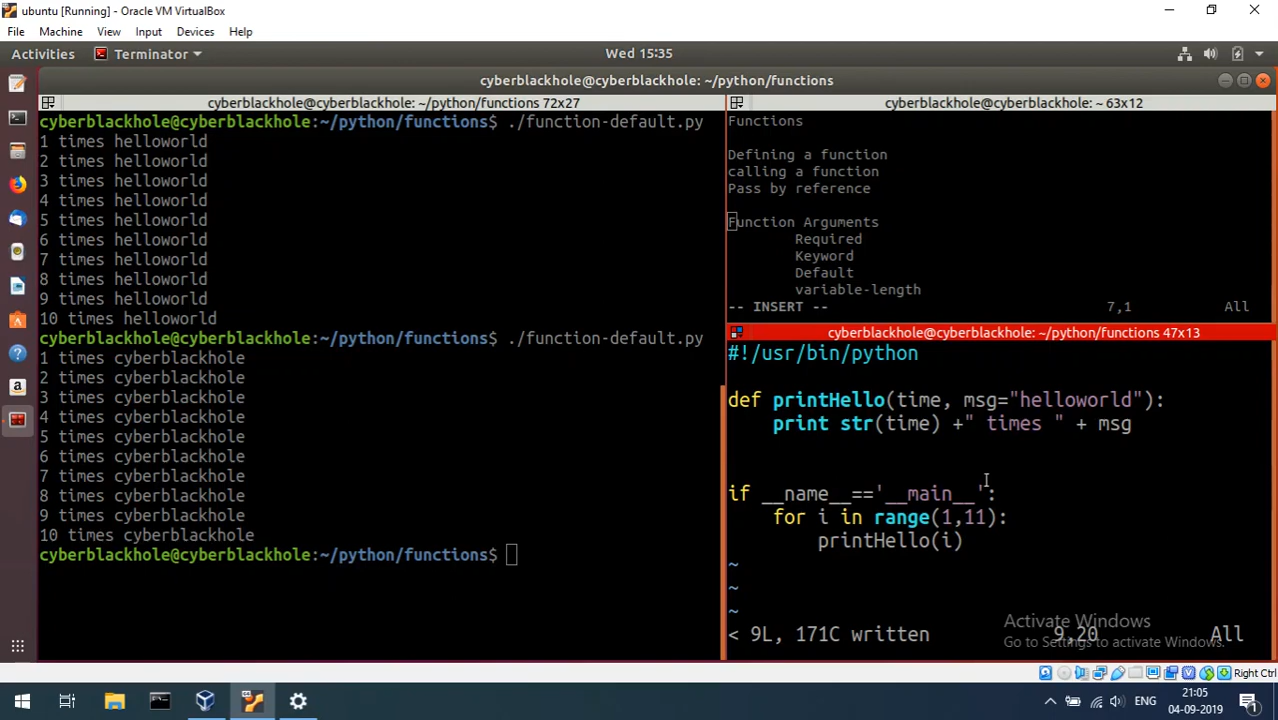 ubuntu [Running] - Oracle VM VirtualBox
File Machine View Input Devices Help
Activities Terminator Wed 15:35
cyberblackhole@cyberblackhole: ~/python/functions
cyberblackhole@cyberblackhole: ~/python/functions 72x27
cyberblackhole@cyberblackhole:~/python/functions$ ./function-default.py
1 times helloworld
2 times helloworld
3 times helloworld
4 times helloworld
5 times helloworld
6 times helloworld
7 times helloworld
8 times helloworld
9 times helloworld
10 times helloworld
cyberblackhole@cyberblackhole:~/python/functions$ ./function-default.py
1 times cyberblackhole
2 times cyberblackhole
3 times cyberblackhole
4 times cyberblackhole
5 times cyberblackhole
6 times cyberblackhole
7 times cyberblackhole
8 times cyberblackhole
9 times cyberblackhole
10 times cyberblackhole
cyberblackhole@cyberblackhole:~/python/functions$
cyberblackhole@cyberblackhole: ~ 63x12
Functions
Defining a function
calling a function
Pass by reference
Function Arguments
Required
Keyword
Default
variable-length
-- INSERT -- 7,1 All
cyberblackhole@cyberblackhole: ~/python/functions 47x13
#!/usr/bin/python
def printHello(time, msg="helloworld"):
print str(time) +" times " + msg
if __name__=='__main__':
for i in range(1,11):
printHello(i)
~
~
~
< 9L, 171C written 9,20 All
Activate Windows
Go to Settings to activate Windows.
Right Ctrl
ENG
21:05
04-09-2019
1